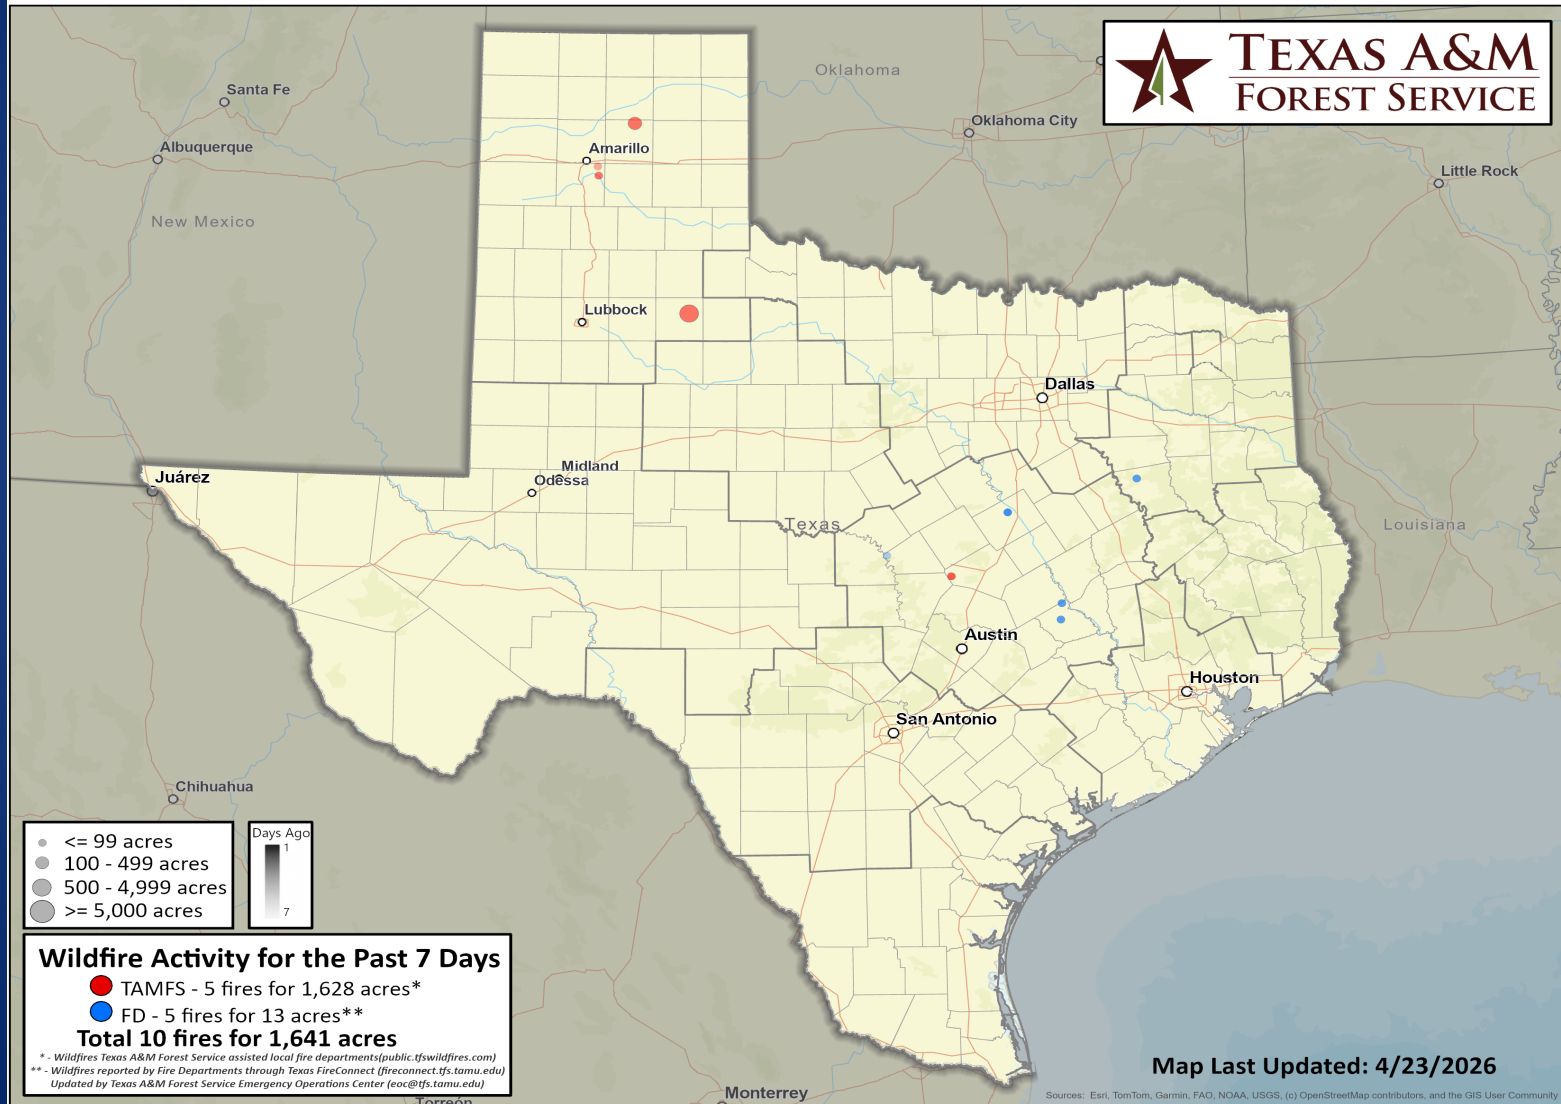 TEXAS A&M
FOREST SERVICE
Oklahoma
Santa Fe
Oklahoma City
Albuquerque
Amarillo
Little Rock
New Mexico
Lubbock
Dallas
Midland
Odessa
Juárez
Texas
Louisiana
Austin
Houston
San Antonio
Chihuahua
<= 99 acres
100 - 499 acres
500 - 4,999 acres
>= 5,000 acres
Days Ago
1
7
Wildfire Activity for the Past 7 Days
TAMFS - 5 fires for 1,628 acres*
FD - 5 fires for 13 acres**
Total 10 fires for 1,641 acres
* - Wildfires Texas A&M Forest Service assisted local fire departments(public.tfswildfires.com)
** - Wildfires reported by Fire Departments through Texas FireConnect (fireconnect.tfs.tamu.edu)
Updated by Texas A&M Forest Service Emergency Operations Center (eoc@tfs.tamu.edu)
Map Last Updated: 4/23/2026
Monterrey
Torreón
Sources: Esri, TomTom, Garmin, FAO, NOAA, USGS, (c) OpenStreetMap contributors, and the GIS User Community